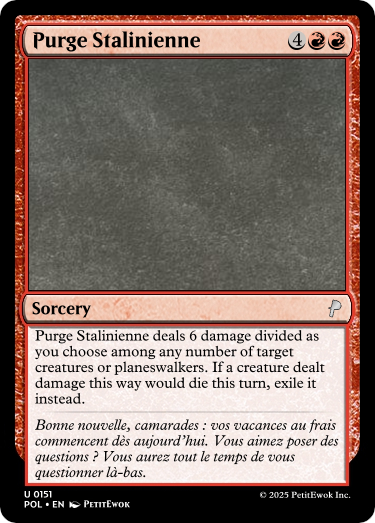 Purge Stalinienne 4
Sorcery
Purge Stalinienne deals 6 damage divided as
you choose among any number of target
creatures or planeswalkers. If a creature dealt
damage this way would die this turn, exile it
instead.
Bonne nouvelle, camarades : vos vacances au frais
commencent dès aujourd'hui. Vous aimez poser des
questions ? Vous aurez tout le temps de vous
questionner là-bas.
U 0151
POL • EN PetitEwok
© 2025 PetitEwok Inc.